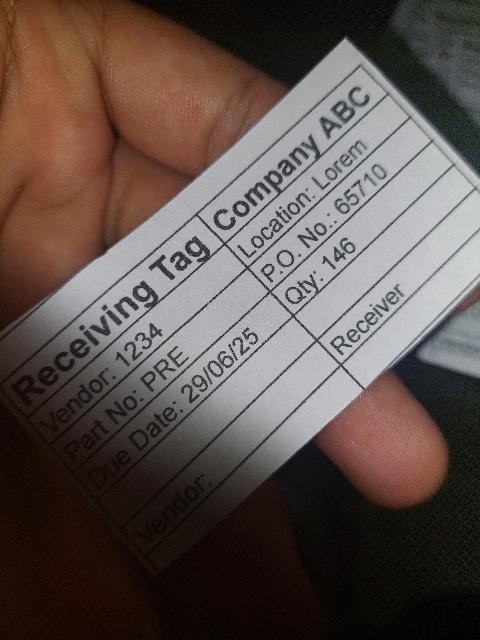 Receiving Tag Company ABC
Vendor: 1234 Location: Lorem
Part No: PRE P.O. No.: 65710
Due Date: 29/06/25 Qty: 146
Vendor: Receiver